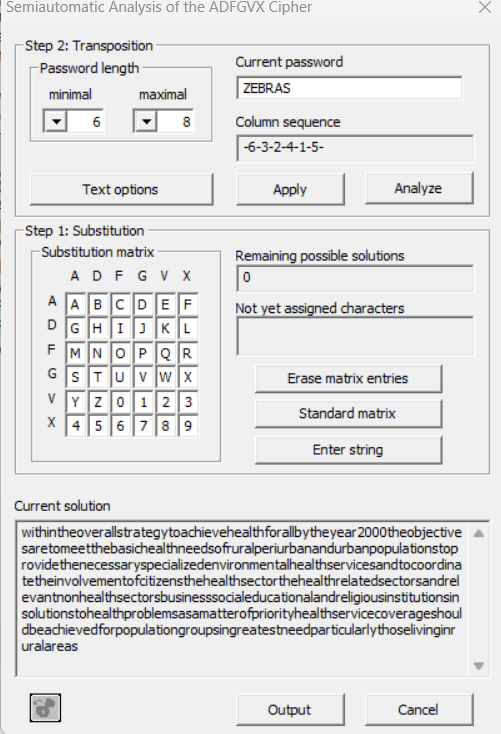 Semiautomatic Analysis of the ADFGVX Cipher
Step 2: Transposition
Password length
minimal maximal
6 8
Current password
ZEBRAS
Column sequence
-6-3-2-4-1-5-
Text options Apply Analyze
Step 1: Substitution
Substitution matrix
A D F G V X
A A B C D E F
D G H I J K L
F M N O P Q R
G S T U V W X
V Y Z 0 1 2 3
X 4 5 6 7 8 9
Remaining possible solutions
0
Not yet assigned characters
Erase matrix entries
Standard matrix
Enter string
Current solution
withintheoverallstrategytoachievehealthforallbytheyear2000theobjective
saretomeetthebasichealthneedsofruralperiurbanandurbanpopulationstop
rovidethenecessaryspecializedenvironmentalhealthservicesandtocoordina
tetheinvolvementofcitizensthehealthsectorthehealthrelatedsectorsandrel
evantnonhealthsectorsbusinesssocialeducationalandreligiousinstitutionsin
solutionstohealthproblemsasamatterofpriorityhealthservicecoverageshou
ldbeachievedforpopulationgroupsingreatestneedparticularlythoselivinginr
uralareas
Output Cancel